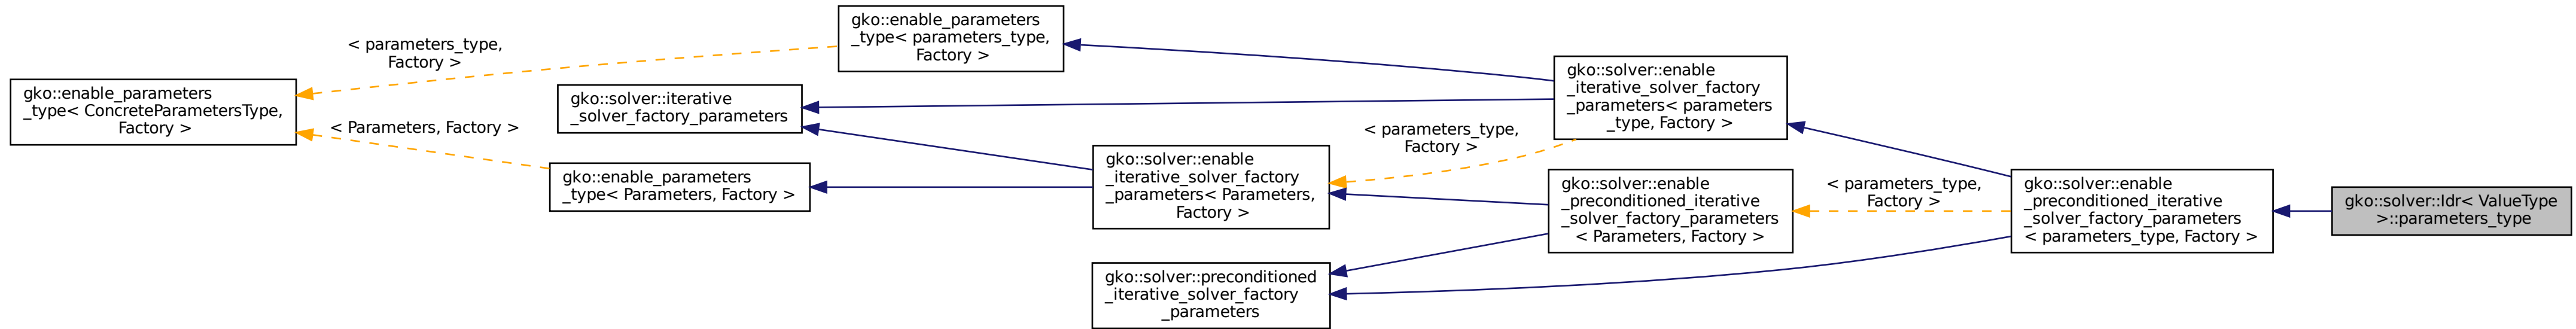 gko::enable_parameters
_type< ConcreteParametersType,
Factory >
< parameters_type,
Factory >
< Parameters, Factory >
gko::enable_parameters
_type< parameters_type,
Factory >
gko::solver::iterative
_solver_factory_parameters
gko::enable_parameters
_type< Parameters, Factory >
gko::solver::enable
_iterative_solver_factory
_parameters< Parameters,
Factory >
gko::solver::preconditioned
_iterative_solver_factory
_parameters
< parameters_type,
Factory >
gko::solver::enable
_iterative_solver_factory
_parameters< parameters
_type, Factory >
gko::solver::enable
_preconditioned_iterative
_solver_factory_parameters
< Parameters, Factory >
< parameters_type,
Factory >
gko::solver::enable
_preconditioned_iterative
_solver_factory_parameters
< parameters_type, Factory >
gko::solver::Idr< ValueType
>::parameters_type